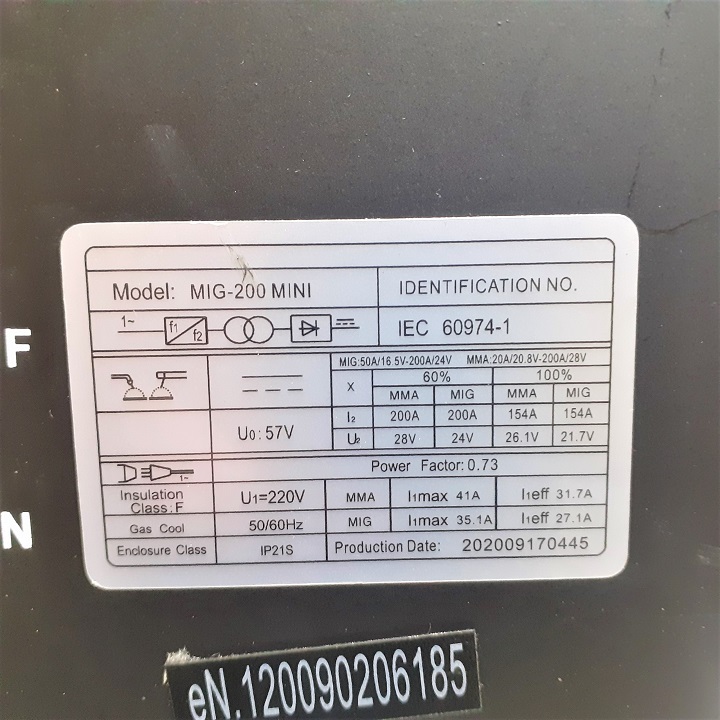 Model: MIG-200 MINI
IDENTIFICATION NO.
1~ f1 f2
IEC 60974-1
MIG:50A/16.5V-200A/24V MMA:20A/20.8V-200A/28V
X 60% 100%
MMA MIG MMA MIG
I2 200A 200A 154A 154A
U0: 57V
U2 28V 24V 26.1V 21.7V
1~
Power Factor: 0.73
Insulation Class: F
U1=220V MMA I1max 41A I1eff 31.7A
Gas Cool 50/60Hz MIG I1max 35.1A I1eff 27.1A
Enclosure Class IP21S Production Date: 202009170445
F
N
eN.120090206185